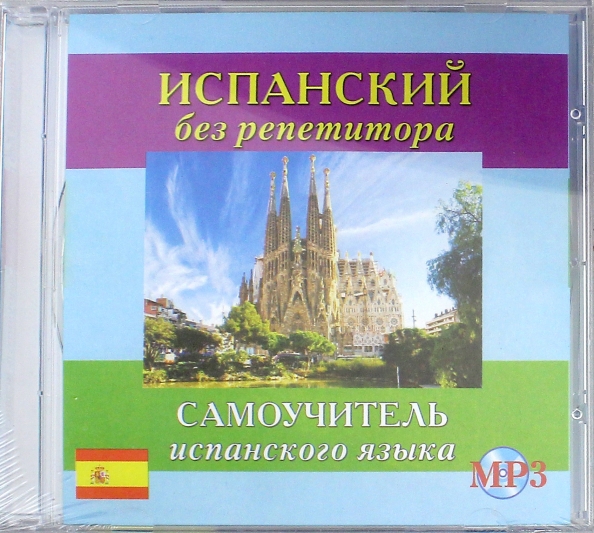 ИСПАНСКИЙ
без репетитора
САМОУЧИТЕЛЬ
испанского языка
MP3